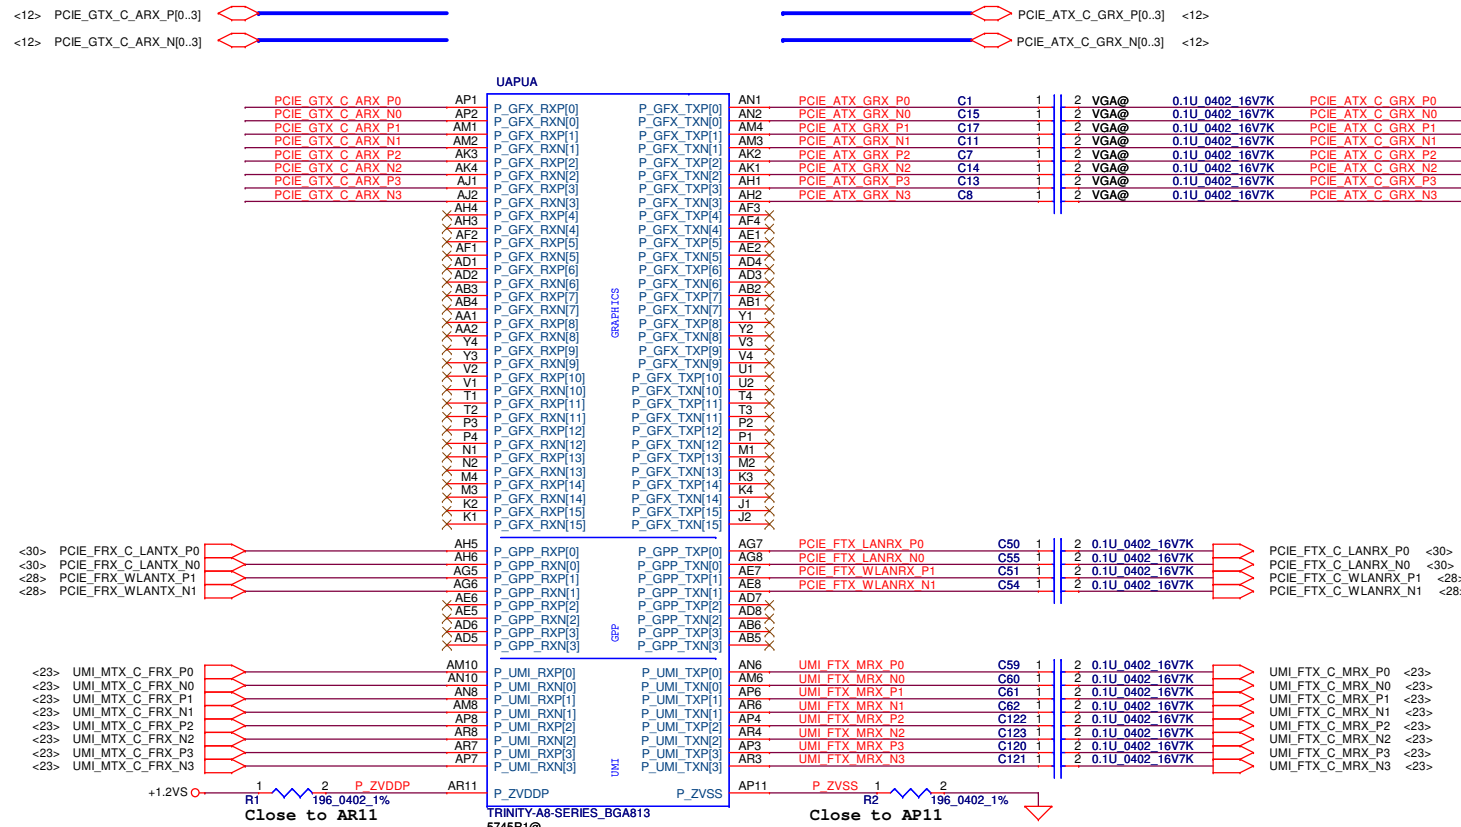 <12> PCIE_GTX_C_ARX_P[0..3] PCIE_ATX_C_GRX_P[0..3] <12>
<12> PCIE_GTX_C_ARX_N[0..3] PCIE_ATX_C_GRX_N[0..3] <12>
UAPUA
PCIE_GTX_C_ARX_P0 AP1 P_GFX_RXP[0] P_GFX_TXP[0] AN1 PCIE_ATX_GRX_P0 C1 1 2 VGA@ 0.1U_0402_16V7K PCIE_ATX_C_GRX_P0
PCIE_GTX_C_ARX_N0 AP2 P_GFX_RXN[0] P_GFX_TXN[0] AN2 PCIE_ATX_GRX_N0 C15 1 2 VGA@ 0.1U_0402_16V7K PCIE_ATX_C_GRX_N0
PCIE_GTX_C_ARX_P1 AM1 P_GFX_RXP[1] P_GFX_TXP[1] AM4 PCIE_ATX_GRX_P1 C17 1 2 VGA@ 0.1U_0402_16V7K PCIE_ATX_C_GRX_P1
PCIE_GTX_C_ARX_N1 AM2 P_GFX_RXN[1] P_GFX_TXN[1] AM3 PCIE_ATX_GRX_N1 C11 1 2 VGA@ 0.1U_0402_16V7K PCIE_ATX_C_GRX_N1
PCIE_GTX_C_ARX_P2 AK3 P_GFX_RXP[2] P_GFX_TXP[2] AK2 PCIE_ATX_GRX_P2 C7 1 2 VGA@ 0.1U_0402_16V7K PCIE_ATX_C_GRX_P2
PCIE_GTX_C_ARX_N2 AK4 P_GFX_RXN[2] P_GFX_TXN[2] AK1 PCIE_ATX_GRX_N2 C14 1 2 VGA@ 0.1U_0402_16V7K PCIE_ATX_C_GRX_N2
PCIE_GTX_C_ARX_P3 AJ1 P_GFX_RXP[3] P_GFX_TXP[3] AH1 PCIE_ATX_GRX_P3 C13 1 2 VGA@ 0.1U_0402_16V7K PCIE_ATX_C_GRX_P3
PCIE_GTX_C_ARX_N3 AJ2 P_GFX_RXN[3] P_GFX_TXN[3] AH2 PCIE_ATX_GRX_N3 C8 1 2 VGA@ 0.1U_0402_16V7K PCIE_ATX_C_GRX_N3
AH4 P_GFX_RXP[4] P_GFX_TXP[4] AF3
AH3 P_GFX_RXN[4] P_GFX_TXN[4] AF4
AF2 P_GFX_RXP[5] P_GFX_TXP[5] AE1
AF1 P_GFX_RXN[5] P_GFX_TXN[5] AE2
AD1 P_GFX_RXP[6] P_GFX_TXP[6] AD4
AD2 P_GFX_RXN[6] P_GFX_TXN[6] AD3
AB3 P_GFX_RXP[7] P_GFX_TXP[7] AB2
AB4 P_GFX_RXN[7] P_GFX_TXN[7] AB1
GRAPHICS
AA1 P_GFX_RXP[8] P_GFX_TXP[8] Y1
AA2 P_GFX_RXN[8] P_GFX_TXN[8] Y2
Y4 P_GFX_RXP[9] P_GFX_TXP[9] V3
Y3 P_GFX_RXN[9] P_GFX_TXN[9] V4
V2 P_GFX_RXP[10] P_GFX_TXP[10] U1
V1 P_GFX_RXN[10] P_GFX_TXN[10] U2
T1 P_GFX_RXP[11] P_GFX_TXP[11] T4
T2 P_GFX_RXN[11] P_GFX_TXN[11] T3
P3 P_GFX_RXP[12] P_GFX_TXP[12] P2
P4 P_GFX_RXN[12] P_GFX_TXN[12] P1
N1 P_GFX_RXP[13] P_GFX_TXP[13] M1
N2 P_GFX_RXN[13] P_GFX_TXN[13] M2
M4 P_GFX_RXP[14] P_GFX_TXP[14] K3
M3 P_GFX_RXN[14] P_GFX_TXN[14] K4
K2 P_GFX_RXP[15] P_GFX_TXP[15] J1
K1 P_GFX_RXN[15] P_GFX_TXN[15] J2
<30> PCIE_FRX_C_LANTX_P0 AH5 P_GPP_RXP[0] P_GPP_TXP[0] AG7 PCIE_FTX_LANRX_P0 C50 1 2 0.1U_0402_16V7K PCIE_FTX_C_LANRX_P0 <30>
<30> PCIE_FRX_C_LANTX_N0 AH6 P_GPP_RXN[0] P_GPP_TXN[0] AG8 PCIE_FTX_LANRX_N0 C55 1 2 0.1U_0402_16V7K PCIE_FTX_C_LANRX_N0 <30>
<28> PCIE_FRX_WLANTX_P1 AG5 P_GPP_RXP[1] P_GPP_TXP[1] AE7 PCIE_FTX_WLANRX_P1 C51 1 2 0.1U_0402_16V7K PCIE_FTX_C_WLANRX_P1 <28>
<28> PCIE_FRX_WLANTX_N1 AG6 P_GPP_RXN[1] P_GPP_TXN[1] AE8 PCIE_FTX_WLANRX_N1 C54 1 2 0.1U_0402_16V7K PCIE_FTX_C_WLANRX_N1 <28
AE6 P_GPP_RXP[2] P_GPP_TXP[2] AD7
AE5 P_GPP_RXN[2] P_GPP_TXN[2] AD8
AD6 P_GPP_RXP[3] P_GPP_TXP[3] AB6
AD5 P_GPP_RXN[3] P_GPP_TXN[3] AB5
GPP
<23> UMI_MTX_C_FRX_P0 AM10 P_UMI_RXP[0] P_UMI_TXP[0] AN6 UMI_FTX_MRX_P0 C59 1 2 0.1U_0402_16V7K UMI_FTX_C_MRX_P0 <23>
<23> UMI_MTX_C_FRX_N0 AN10 P_UMI_RXN[0] P_UMI_TXN[0] AM6 UMI_FTX_MRX_N0 C60 1 2 0.1U_0402_16V7K UMI_FTX_C_MRX_N0 <23>
<23> UMI_MTX_C_FRX_P1 AN8 P_UMI_RXP[1] P_UMI_TXP[1] AP6 UMI_FTX_MRX_P1 C61 1 2 0.1U_0402_16V7K UMI_FTX_C_MRX_P1 <23>
<23> UMI_MTX_C_FRX_N1 AM8 P_UMI_RXN[1] P_UMI_TXN[1] AR6 UMI_FTX_MRX_N1 C62 1 2 0.1U_0402_16V7K UMI_FTX_C_MRX_N1 <23>
<23> UMI_MTX_C_FRX_P2 AP8 P_UMI_RXP[2] P_UMI_TXP[2] AP4 UMI_FTX_MRX_P2 C122 1 2 0.1U_0402_16V7K UMI_FTX_C_MRX_P2 <23>
<23> UMI_MTX_C_FRX_N2 AR8 P_UMI_RXN[2] P_UMI_TXN[2] AR4 UMI_FTX_MRX_N2 C123 1 2 0.1U_0402_16V7K UMI_FTX_C_MRX_N2 <23>
<23> UMI_MTX_C_FRX_P3 AR7 P_UMI_RXP[3] P_UMI_TXP[3] AP3 UMI_FTX_MRX_P3 C120 1 2 0.1U_0402_16V7K UMI_FTX_C_MRX_P3 <23>
<23> UMI_MTX_C_FRX_N3 AP7 P_UMI_RXN[3] P_UMI_TXN[3] AR3 UMI_FTX_MRX_N3 C121 1 2 0.1U_0402_16V7K UMI_FTX_C_MRX_N3 <23>
UMI
+1.2VS 1 2 P_ZVDDP AR11 P_ZVDDP P_ZVSS AP11 P_ZVSS 1 2
R1 196_0402_1% R2 196_0402_1%
Close to AR11 TRINITY-A8-SERIES_BGA813 Close to AP11
5745R1@